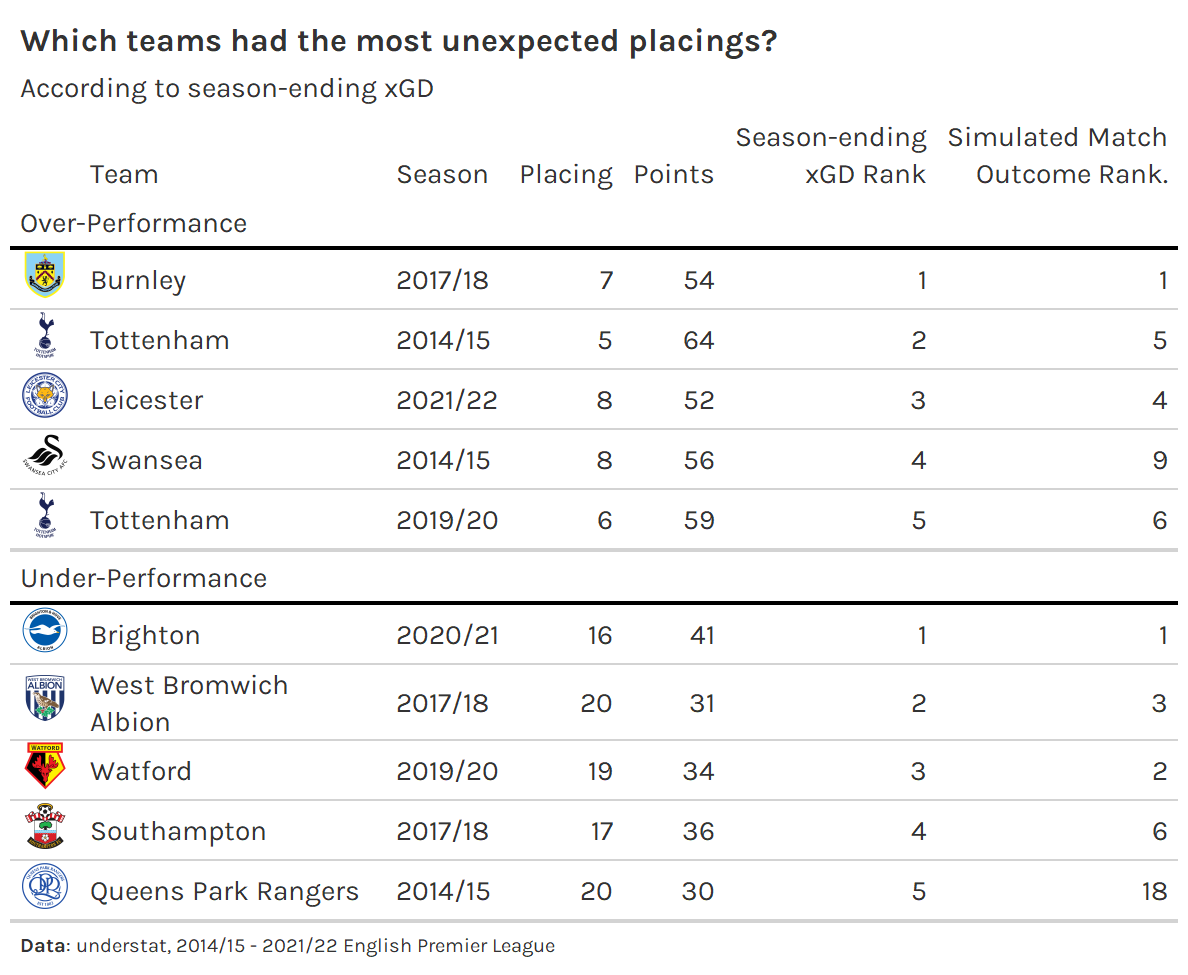 Which teams had the most unexpected placings?
According to season-ending xGD
Season-ending Simulated Match
Team Season Placing Points xGD Rank Outcome Rank.
Over-Performance
Burnley 2017/18 7 54 1 1
Tottenham 2014/15 5 64 2 5
Leicester 2021/22 8 52 3 4
Swansea 2014/15 8 56 4 9
Tottenham 2019/20 6 59 5 6
Under-Performance
Brighton 2020/21 16 41 1 1
West Bromwich
Albion 2017/18 20 31 2 3
Watford 2019/20 19 34 3 2
Southampton 2017/18 17 36 4 6
Queens Park Rangers 2014/15 20 30 5 18
Data: understat, 2014/15 - 2021/22 English Premier League